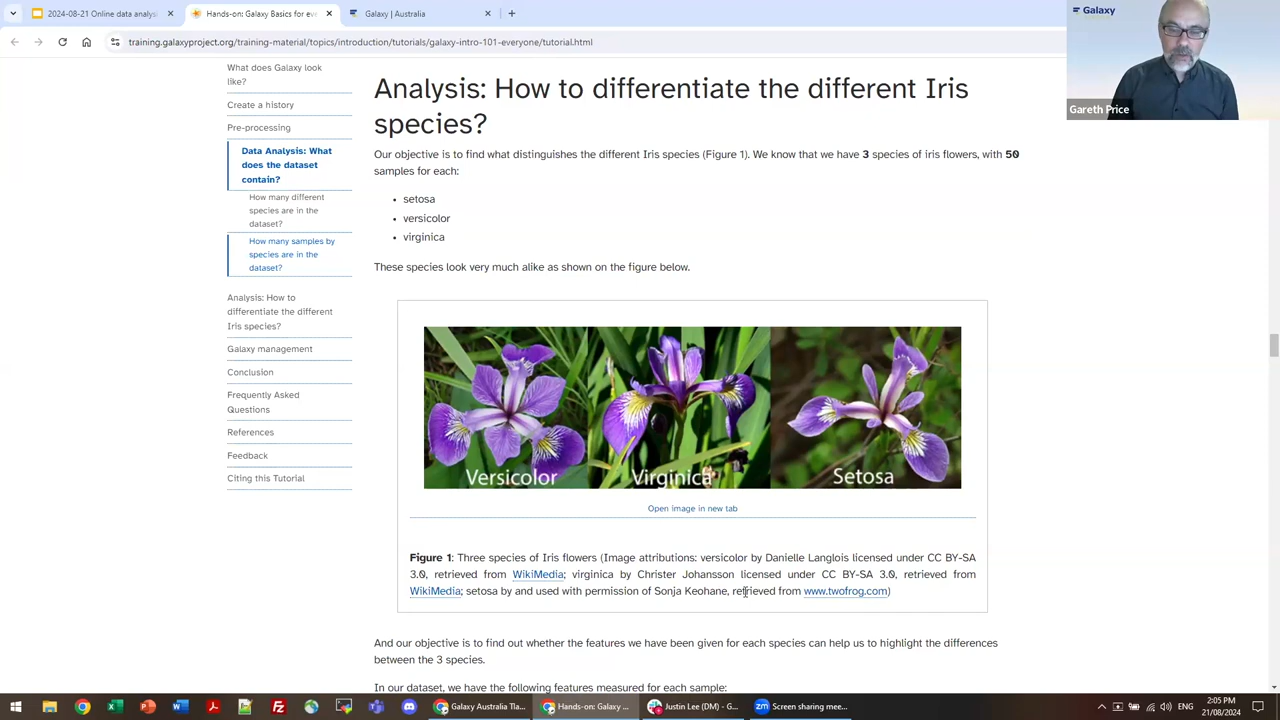 2024-08-21 Online data analysis
Hands-on: Galaxy Basics for ev
Galaxy | Australia
training.galaxyproject.org/training-material/topics/introduction/tutorials/galaxy-intro-101-everyone/tutorial.html
Galaxy
Gareth Price
What does Galaxy look
like?
Create a history
Pre-processing
Data Analysis: What
does the dataset
contain?
How many different
species are in the
dataset?
How many samples by
species are in the
dataset?
Analysis: How to
differentiate the different
Iris species?
Galaxy management
Conclusion
Frequently Asked
Questions
References
Feedback
Citing this Tutorial
Analysis: How to differentiate the different Iris
species?
Our objective is to find what distinguishes the different Iris species (Figure 1). We know that we have 3 species of iris flowers, with 50
samples for each:
• setosa
• versicolor
• virginica
These species look very much alike as shown on the figure below.
Versicolor Virginica Setosa
Open image in new tab
Figure 1: Three species of Iris flowers (Image attributions: versicolor by Danielle Langlois licensed under CC BY-SA
3.0, retrieved from WikiMedia; virginica by Christer Johansson licensed under CC BY-SA 3.0, retrieved from
WikiMedia; setosa by and used with permission of Sonja Keohane, retrieved from www.twofrog.com)
And our objective is to find out whether the features we have been given for each species can help us to highlight the differences
between the 3 species.
In our dataset, we have the following features measured for each sample:
Galaxy Australia Tla...
Hands-on: Galaxy ...
Justin Lee (DM) - G...
Screen sharing mee...
ENG
2:05 PM
21/08/2024